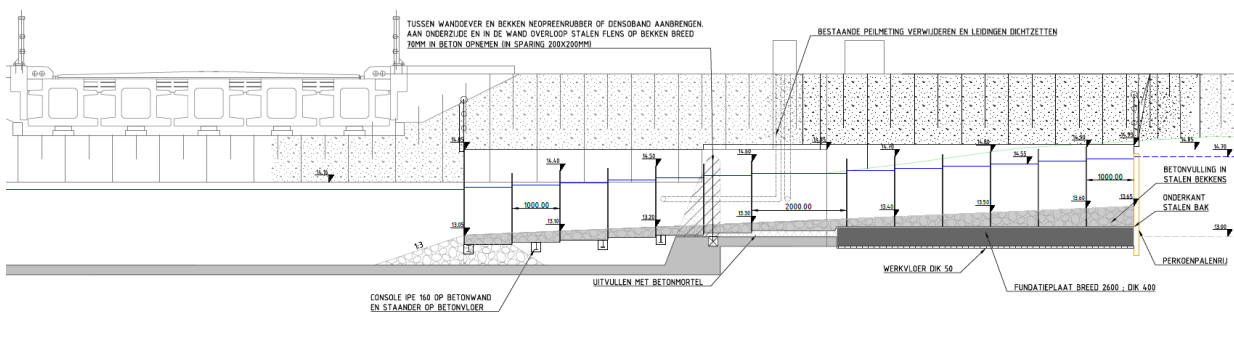 TUSSEN WANDOEVER EN BEKKEN NEOPREENRUBBER OF DENSOBAND AANBRENGEN.
AAN ONDERZIJDE EN IN DE WAND OVERLOOP STALEN FLENS OP BEKKEN BREED
70MM IN BETON OPNEMEN (IN SPARING 200X200MM)
BESTAANDE PEILMETING VERWIJDEREN EN LEIDINGEN DICHTZETTEN
14.85
14.85
14.90
14.95
14.85
14.80
14.70
14.70
14.60
14.55
14.50
14.40
14.16
1000.00
BETONVULLING IN
STALEN BEKKENS
1000.00
2000.00
ONDERKANT
STALEN BAK
13.05
13.10
13.20
13.30
13.40
13.50
13.60
13.65
13.00
1:3
PERKOENPALENRIJ
WERKVLOER DIK 50
UITVULLEN MET BETONMORTEL
FUNDATIEPLAAT BREED 2600 ; DIK 400
CONSOLE IPE 160 OP BETONWAND
EN STAANDER OP BETONVLOER